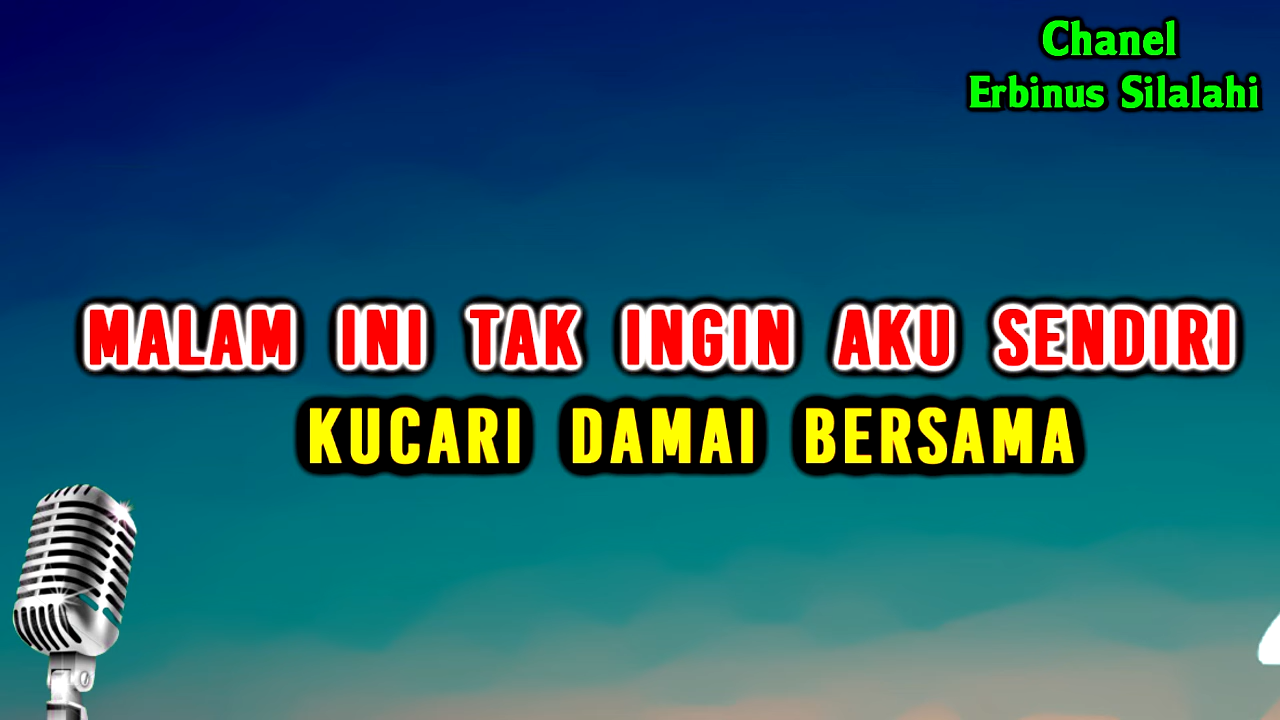 Chanel
Erbinus Silalahi
MALAM INI TAK INGIN AKU SENDIRI
KUCARI DAMAI BERSAMA